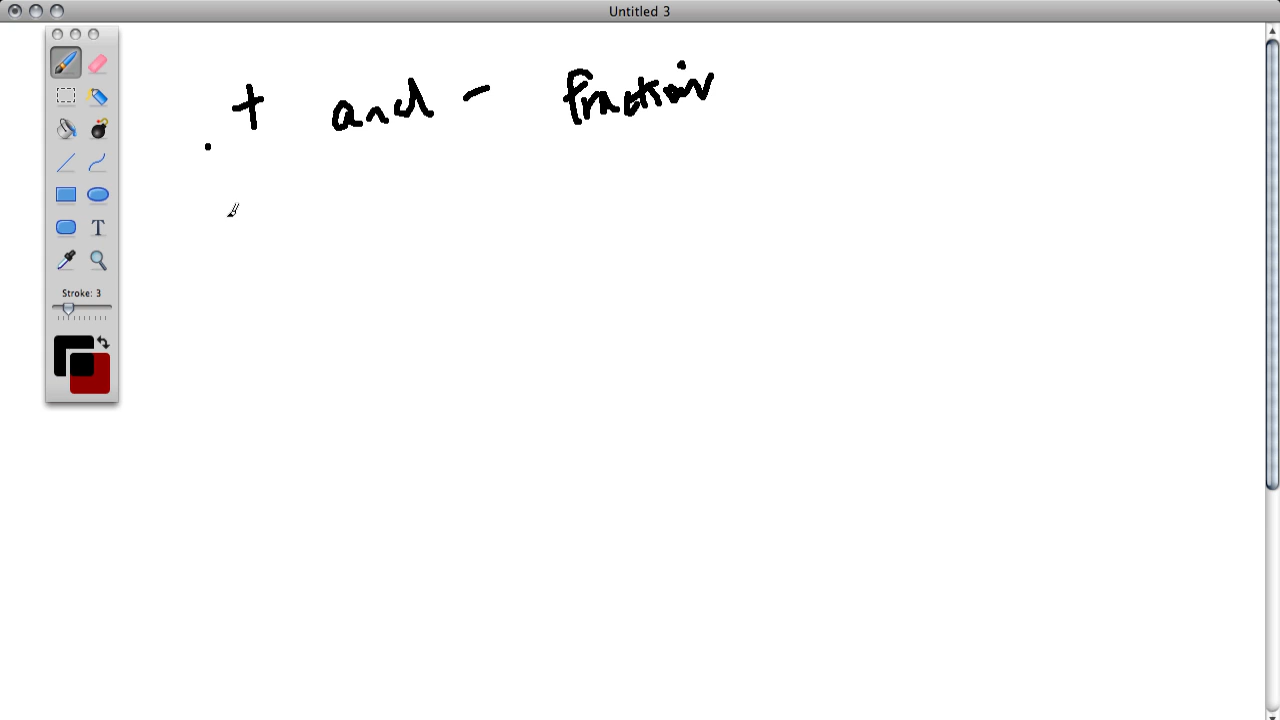 Untitled 3
+ and - fractions
T
Stroke: 3